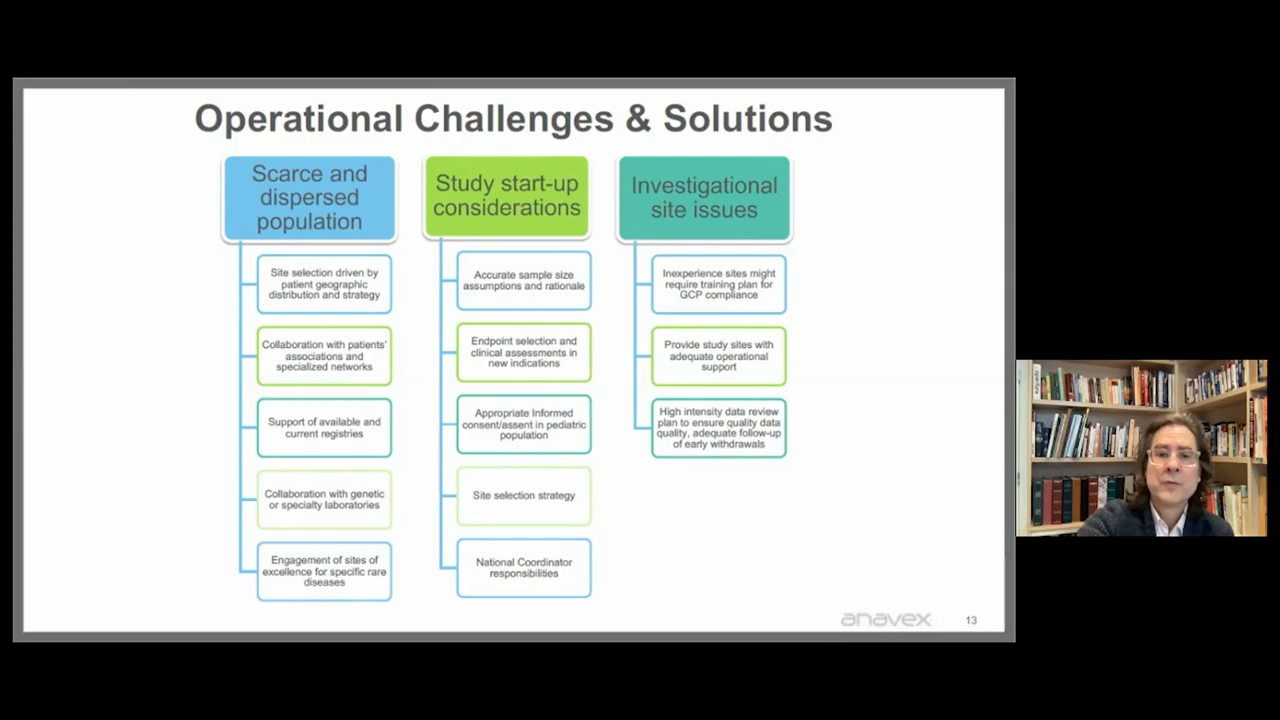 Operational Challenges & Solutions
Scarce and
dispersed
population
Site selection driven by
patient geographic
distribution and strategy
Collaboration with patients'
associations and
specialized networks
Support of available and
current registries
Collaboration with genetic
or specialty laboratories
Engagement of sites of
excellence for specific rare
diseases
Study start-up
considerations
Accurate sample size
assumptions and rationale
Endpoint selection and
clinical assessments in
new indications
Appropriate Informed
consent/assent in pediatric
population
Site selection strategy
National Coordinator
responsibilities
Investigational
site issues
Inexperience sites might
require training plan for
GCP compliance
Provide study sites with
adequate operational
support
High intensity data review
plan to ensure quality data
quality, adequate follow-up
of early withdrawals
anavex
13